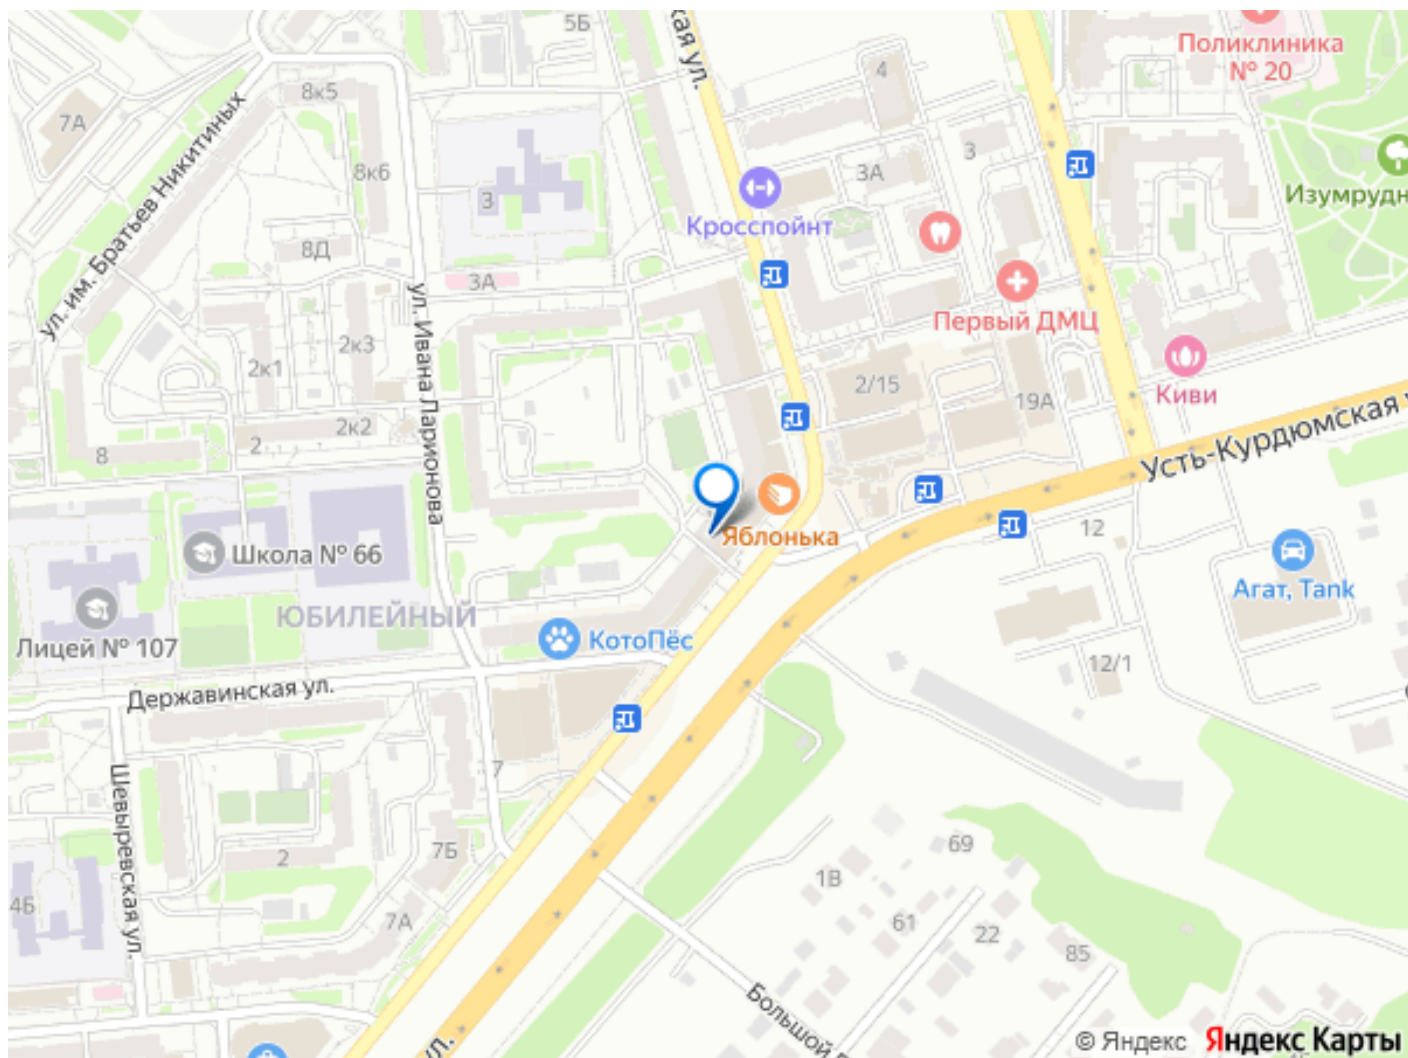 5Б
ская ул.
Поликлиника
№ 20
4
7А
8к5
8к6
ул. им. Братьев Никитиных
3
3А
3
Изумрудн
Кросспойнт
8Д
3А
ул. Ивана Ларионова
Первый ДМЦ
2к3
2к1
2/15
19А
Киви
2к2
2
8
Усть-Курдюмская у
12
Яблонька
Школа № 66
Агат, Tank
ЮБИЛЕЙНЫЙ
Лицей № 107
КотоПёс
12/1
Державинская ул.
7
Шевыревская ул.
69
7Б
2
1В
4Б
7А
61
22
85
Большой
ул.
© Яндекс
Яндекс Карты